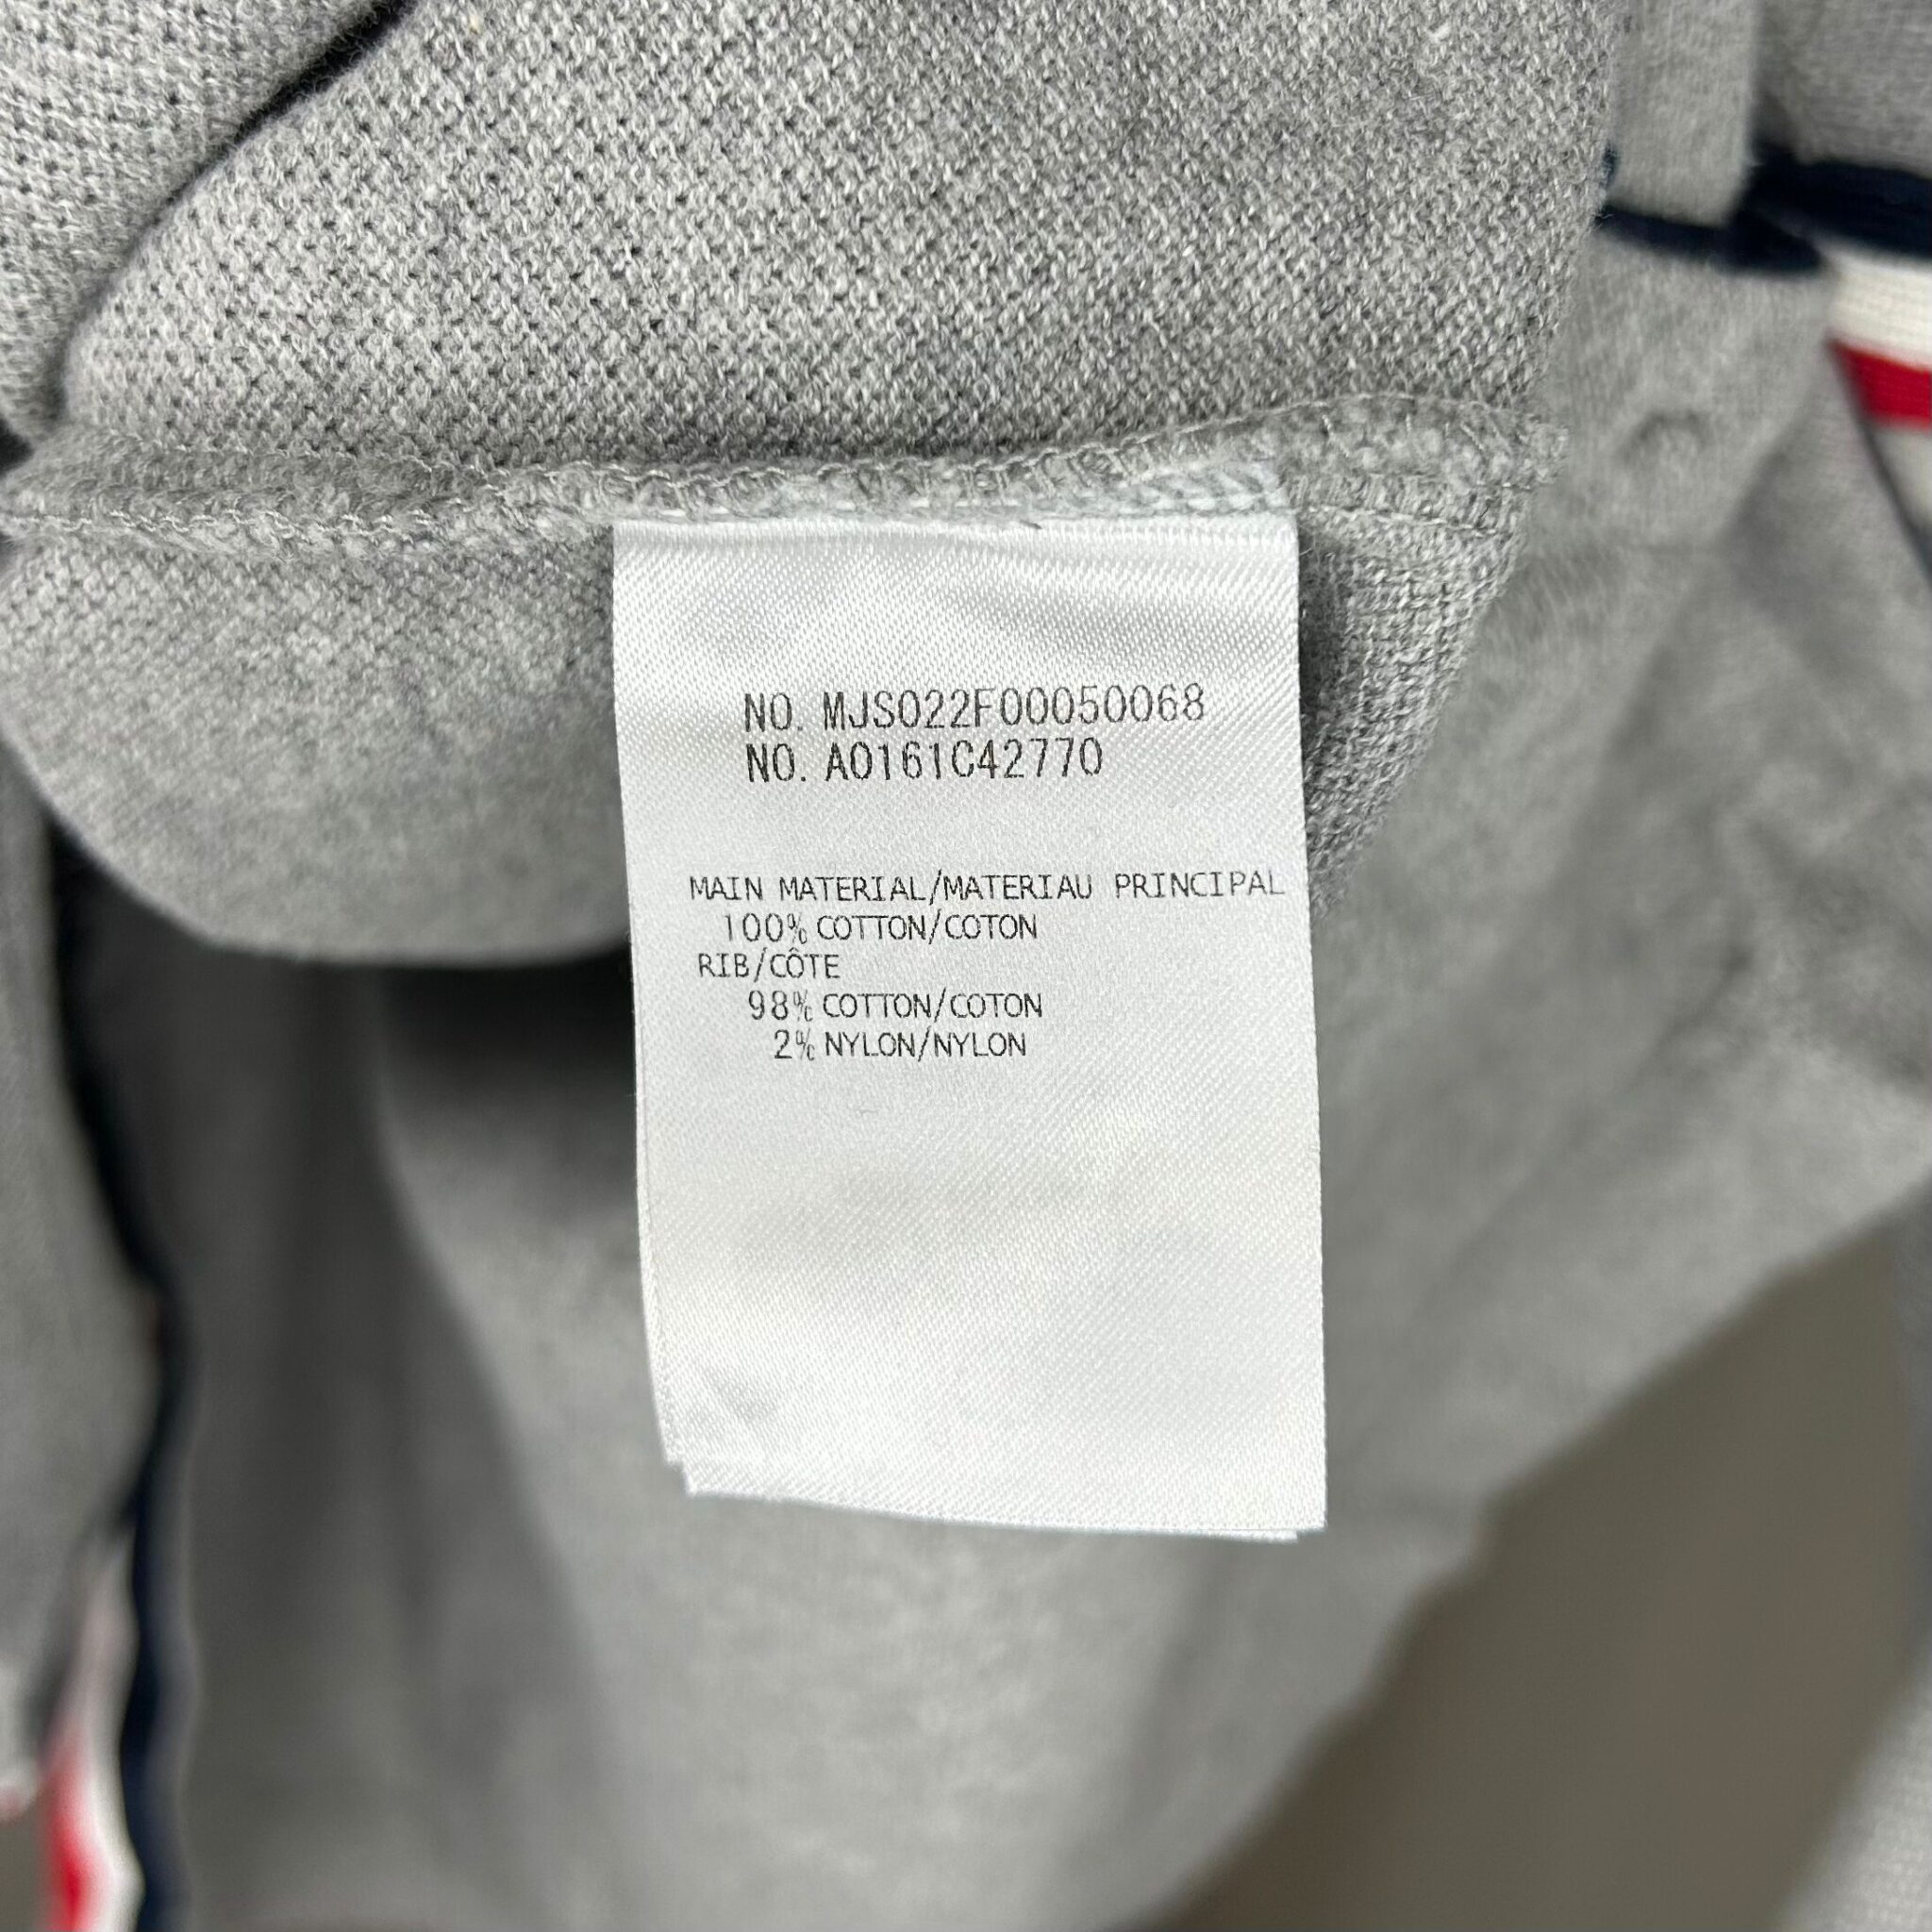 NO. MJS022F00050068
NO. A0161C42770
MAIN MATERIAL/MATERIAU PRINCIPAL
100% COTTON/COTON
RIB/CÔTE
98% COTTON/COTON
2% NYLON/NYLON